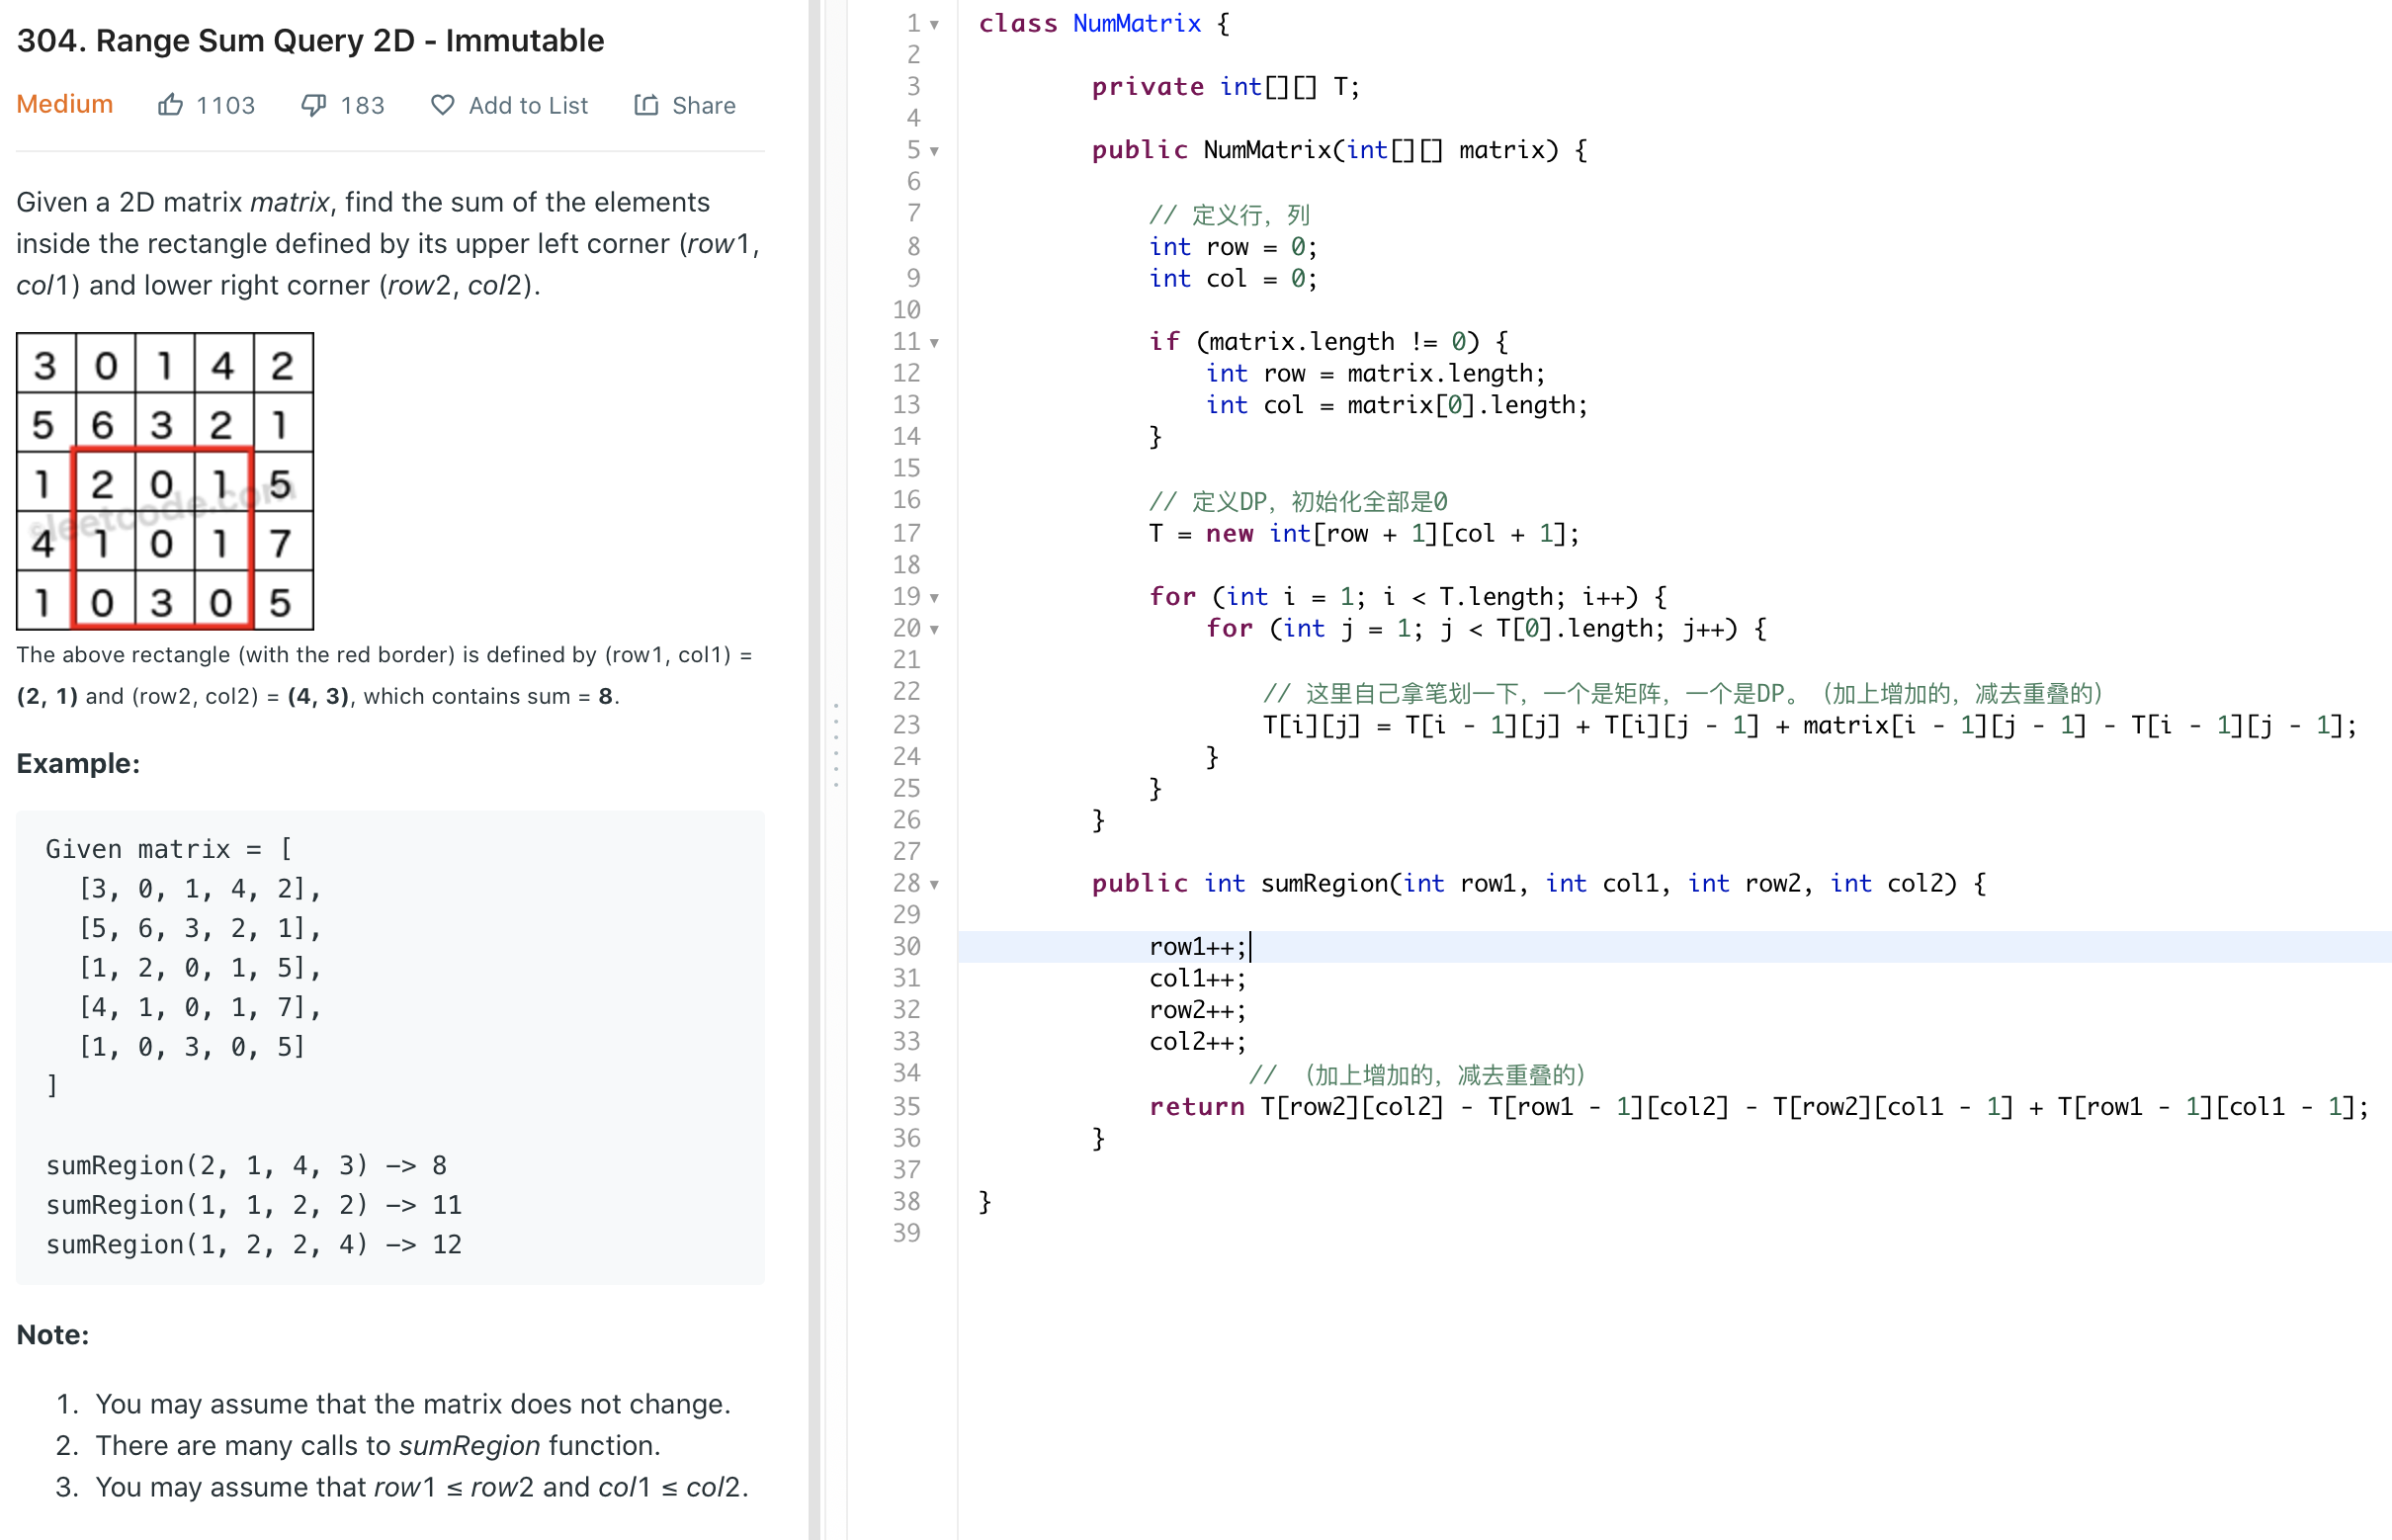 304. Range Sum Query 2D - Immutable
Medium 1103 183 Add to List Share
Given a 2D matrix matrix, find the sum of the elements
inside the rectangle defined by its upper left corner (row1,
col1) and lower right corner (row2, col2).
3 0 1 4 2
5 6 3 2 1
1 2 0 1 5
4 1 0 1 7
1 0 3 0 5
leetcode.com
The above rectangle (with the red border) is defined by (row1, col1) =
(2, 1) and (row2, col2) = (4, 3), which contains sum = 8.
Example:
Given matrix = [
[3, 0, 1, 4, 2],
[5, 6, 3, 2, 1],
[1, 2, 0, 1, 5],
[4, 1, 0, 1, 7],
[1, 0, 3, 0, 5]
]
sumRegion(2, 1, 4, 3) -> 8
sumRegion(1, 1, 2, 2) -> 11
sumRegion(1, 2, 2, 4) -> 12
Note:
1. You may assume that the matrix does not change.
2. There are many calls to sumRegion function.
3. You may assume that row1 ≤ row2 and col1 ≤ col2.
1 class NumMatrix {
2
3 private int[][] T;
4
5 public NumMatrix(int[][] matrix) {
6
7 // 定义行，列
8 int row = 0;
9 int col = 0;
10
11 if (matrix.length != 0) {
12 int row = matrix.length;
13 int col = matrix[0].length;
14 }
15
16 // 定义DP，初始化全部是0
17 T = new int[row + 1][col + 1];
18
19 for (int i = 1; i < T.length; i++) {
20 for (int j = 1; j < T[0].length; j++) {
21
22 // 这里自己拿笔划一下，一个是矩阵，一个是DP。（加上增加的，减去重叠的）
23 T[i][j] = T[i - 1][j] + T[i][j - 1] + matrix[i - 1][j - 1] - T[i - 1][j - 1];
24 }
25 }
26 }
27
28 public int sumRegion(int row1, int col1, int row2, int col2) {
29
30 row1++;
31 col1++;
32 row2++;
33 col2++;
34 // （加上增加的，减去重叠的）
35 return T[row2][col2] - T[row1 - 1][col2] - T[row2][col1 - 1] + T[row1 - 1][col1 - 1];
36 }
37
38 }
39